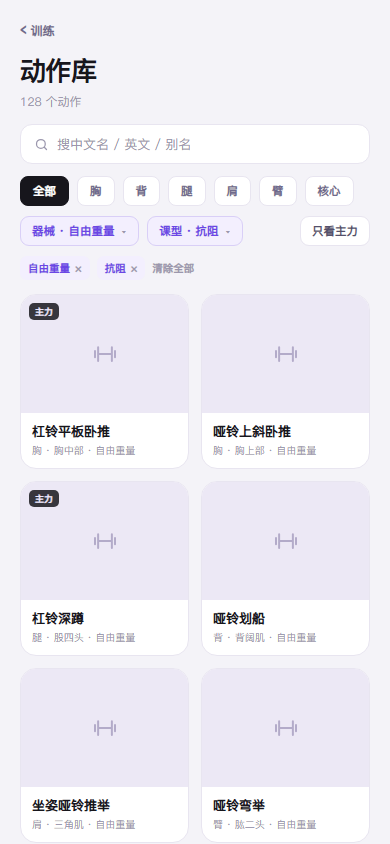 训练
动作库
128 个动作
搜中文名 / 英文 / 别名
全部 胸 背 腿 肩 臂 核心
器械 · 自由重量 课型 · 抗阻 只看主力
自由重量 × 抗阻 × 清除全部
主力
杠铃平板卧推
胸 · 胸中部 · 自由重量
哑铃上斜卧推
胸 · 胸上部 · 自由重量
主力
杠铃深蹲
腿 · 股四头 · 自由重量
哑铃划船
背 · 背阔肌 · 自由重量
坐姿哑铃推举
肩 · 三角肌 · 自由重量
哑铃弯举
臂 · 肱二头 · 自由重量